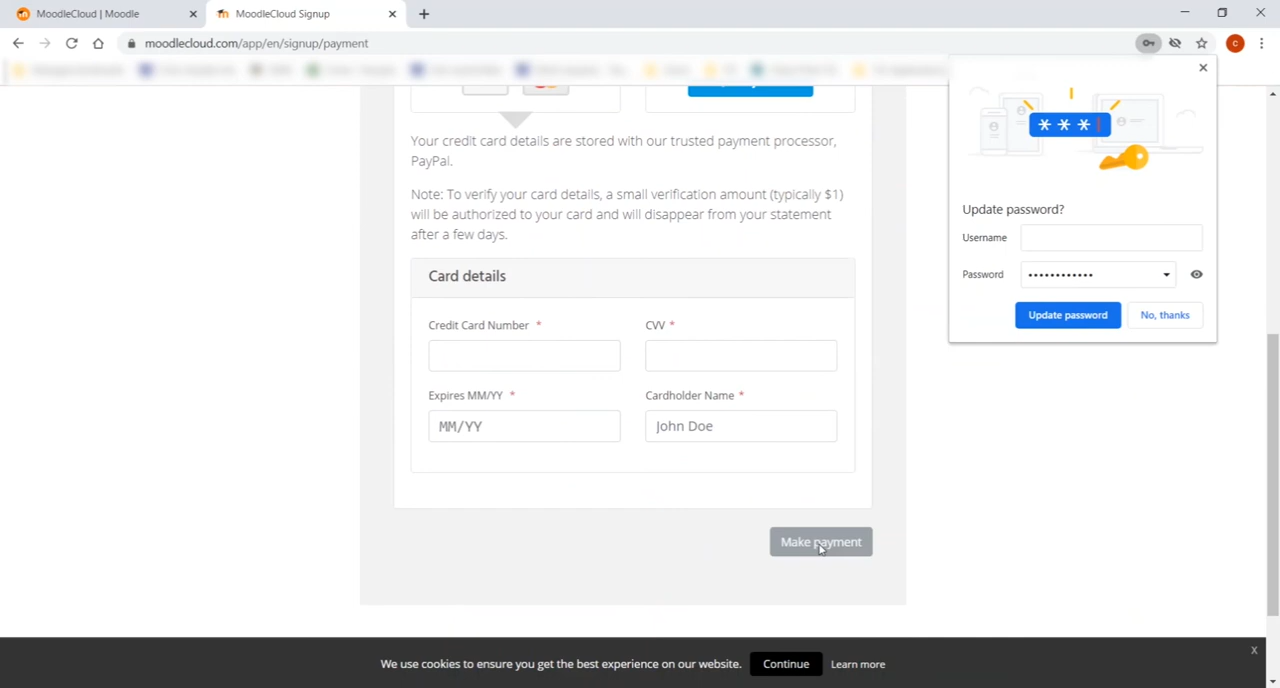 MoodleCloud | Moodle
MoodleCloud Signup
moodlecloud.com/app/en/signup/payment
c
Your credit card details are stored with our trusted payment processor,
PayPal.
Note: To verify your card details, a small verification amount (typically $1)
will be authorized to your card and will disappear from your statement
after a few days.
Card details
Credit Card Number *
CVV *
Expires MM/YY *
Cardholder Name *
MM/YY
John Doe
Make payment
***
Update password?
Username
Password ••••••••••••
Update password
No, thanks
We use cookies to ensure you get the best experience on our website.
Continue
Learn more
X